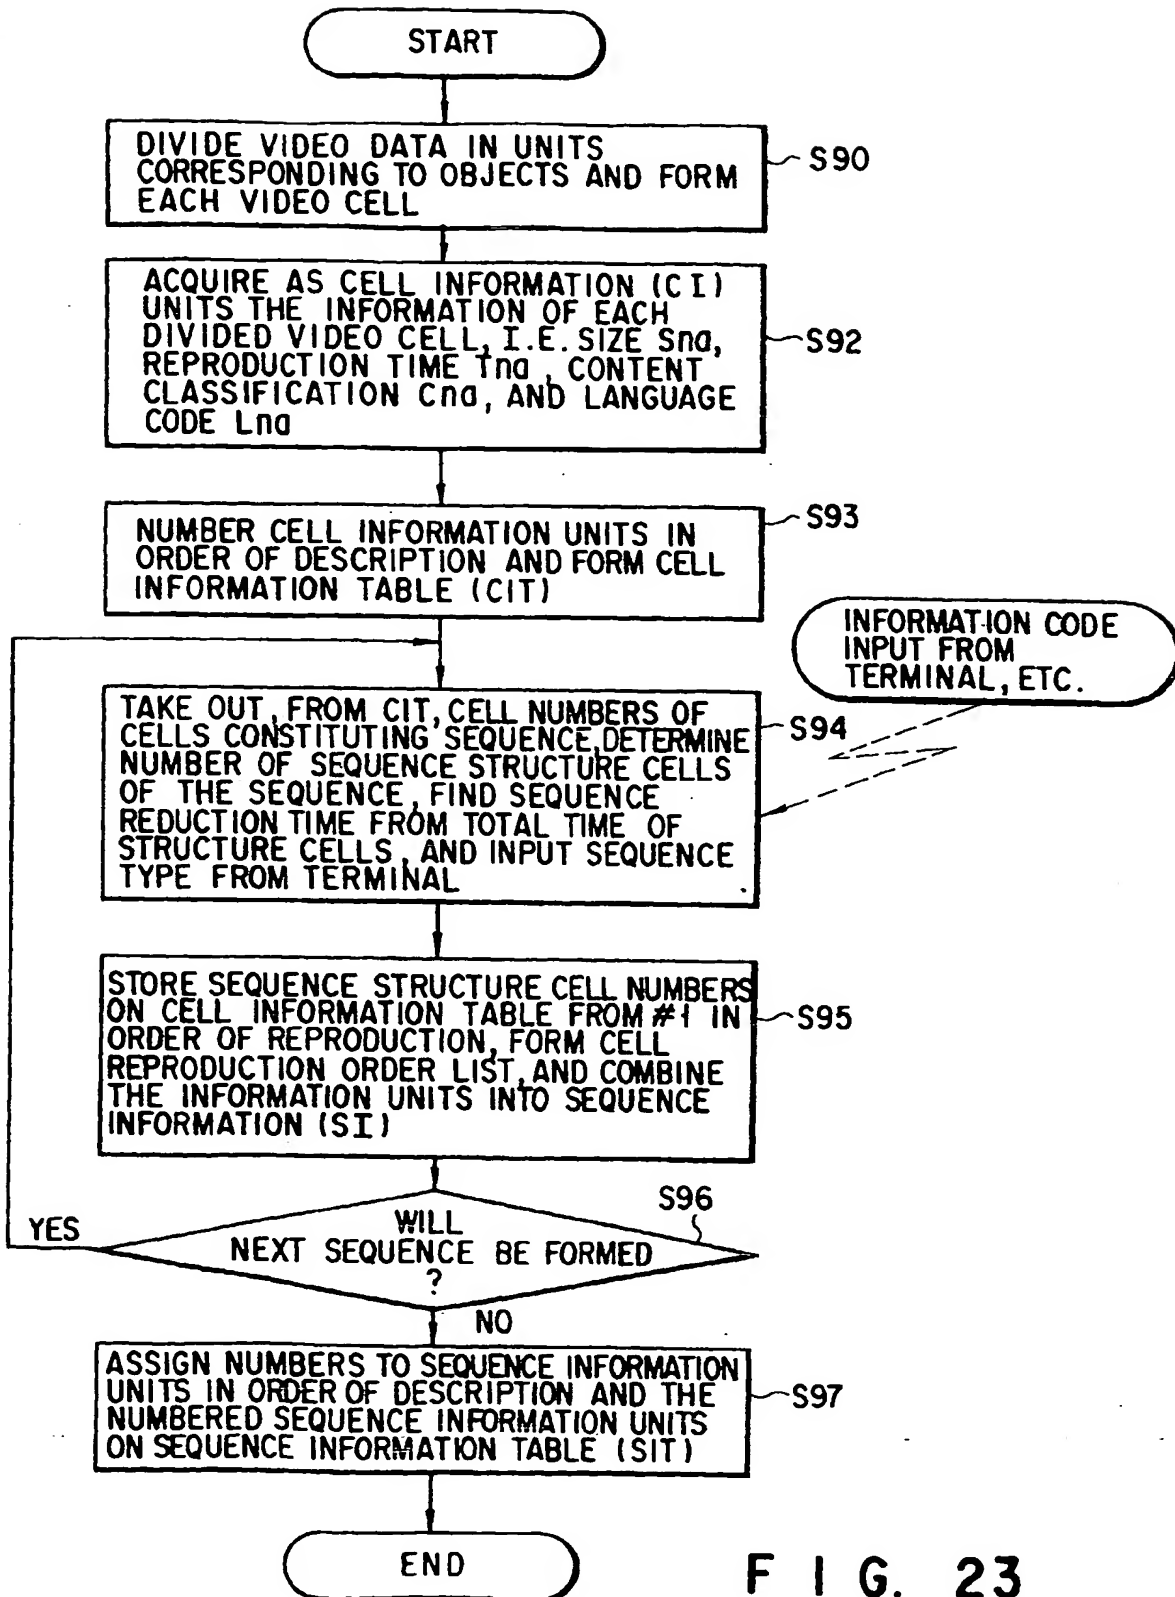 START
DIVIDE VIDEO DATA IN UNITS
CORRESPONDING TO OBJECTS AND FORM
EACH VIDEO CELL
S90
ACQUIRE AS CELL INFORMATION (CI)
UNITS THE INFORMATION OF EACH
DIVIDED VIDEO CELL, I.E. SIZE Sna,
REPRODUCTION TIME Tna, CONTENT
CLASSIFICATION Cna, AND LANGUAGE
CODE Lna
S92
NUMBER CELL INFORMATION UNITS IN
ORDER OF DESCRIPTION AND FORM CELL
INFORMATION TABLE (CIT)
S93
INFORMATION CODE
INPUT FROM
TERMINAL, ETC.
TAKE OUT, FROM CIT, CELL NUMBERS OF
CELLS CONSTITUTING SEQUENCE, DETERMINE
NUMBER OF SEQUENCE STRUCTURE CELLS
OF THE SEQUENCE, FIND SEQUENCE
REDUCTION TIME FROM TOTAL TIME OF
STRUCTURE CELLS, AND INPUT SEQUENCE
TYPE FROM TERMINAL
S94
STORE SEQUENCE STRUCTURE CELL NUMBERS
ON CELL INFORMATION TABLE FROM #1 IN
ORDER OF REPRODUCTION, FORM CELL
REPRODUCTION ORDER LIST, AND COMBINE
THE INFORMATION UNITS INTO SEQUENCE
INFORMATION (SI)
S95
S96
YES
WILL
NEXT SEQUENCE BE FORMED
?
NO
ASSIGN NUMBERS TO SEQUENCE INFORMATION
UNITS IN ORDER OF DESCRIPTION AND THE
NUMBERED SEQUENCE INFORMATION UNITS
ON SEQUENCE INFORMATION TABLE (SIT)
S97
END
FIG. 23